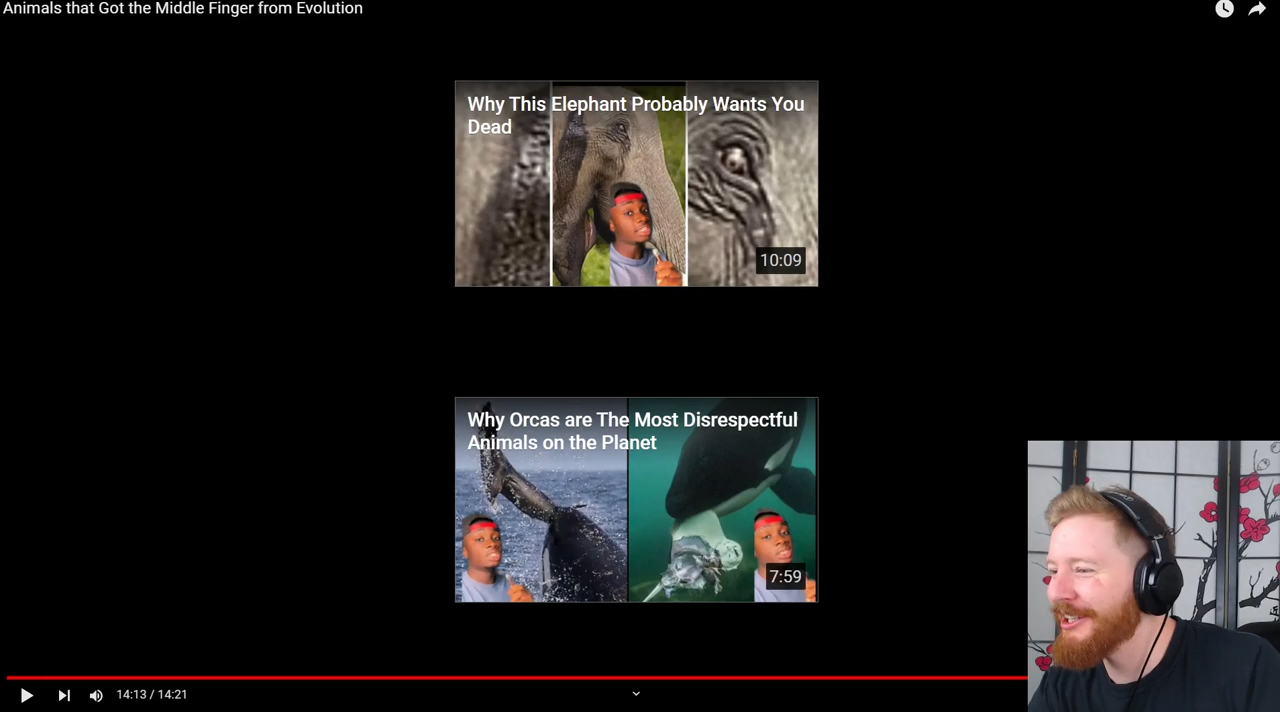 Animals that Got the Middle Finger from Evolution
Why This Elephant Probably Wants You
Dead
10:09
Why Orcas are The Most Disrespectful
Animals on the Planet
7:59
14:13 / 14:21